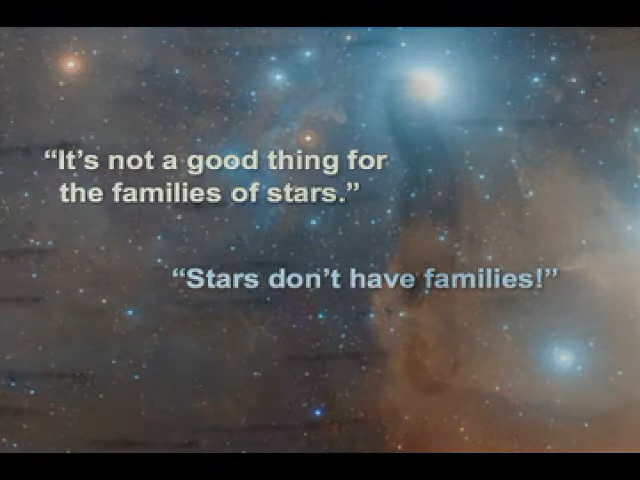 “It’s not a good thing for
the families of stars.”
“Stars don’t have families!”